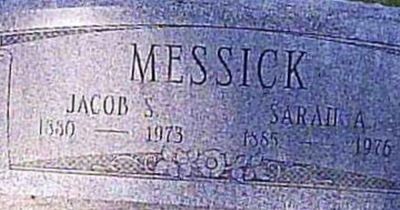 MESSICK
JACOB S. SARAH A.
1880 — 1973 1885 — 1976